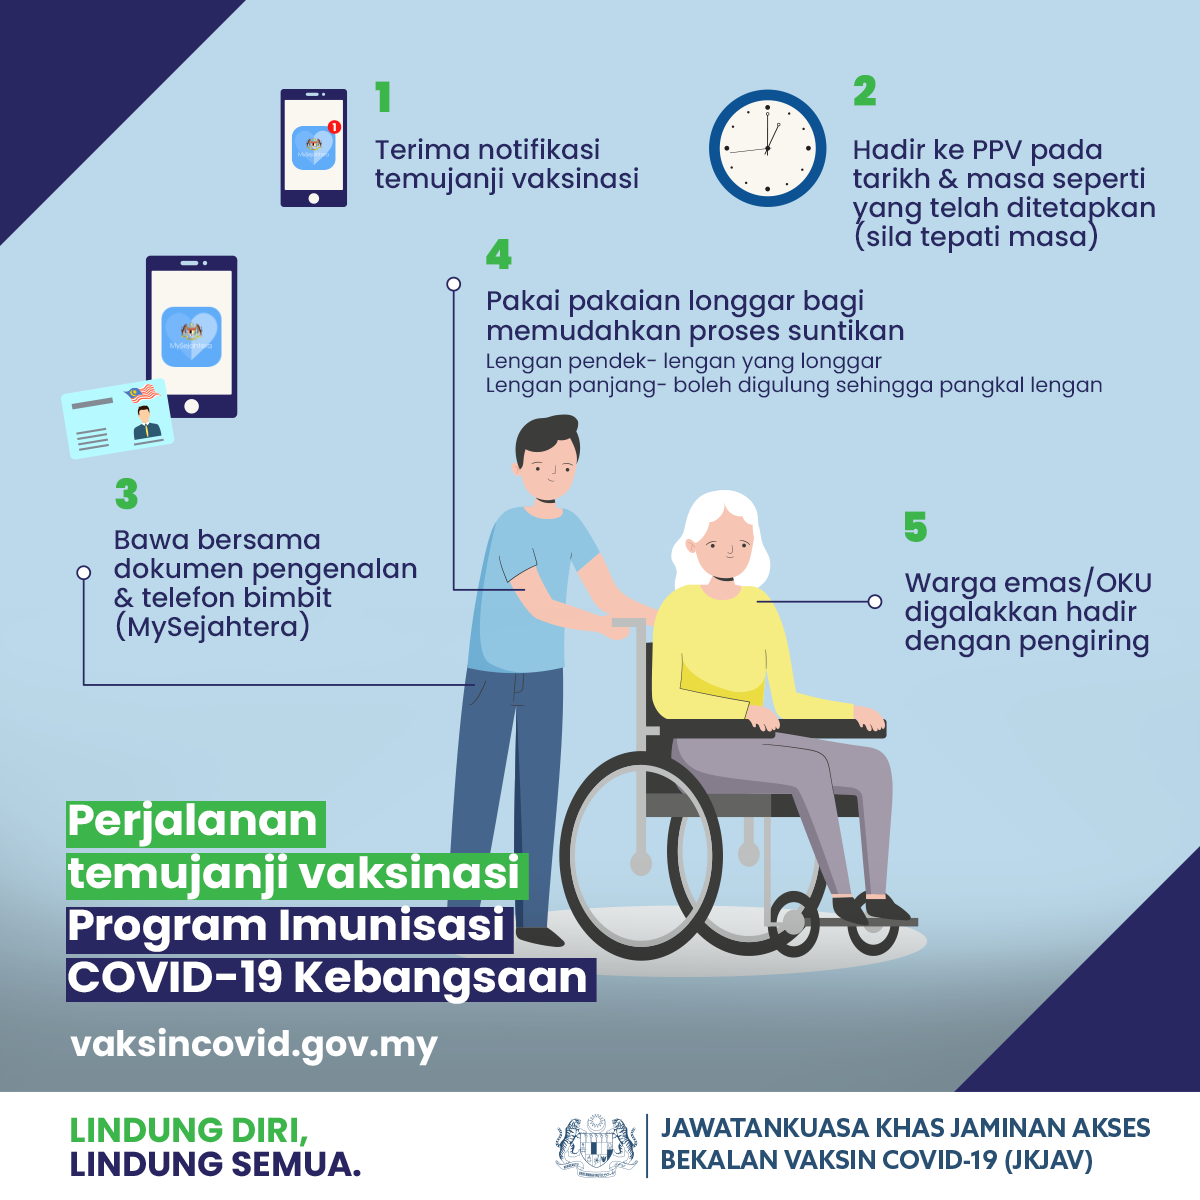 1
Terima notifikasi
temujanji vaksinasi
2
Hadir ke PPV pada
tarikh & masa seperti
yang telah ditetapkan
(sila tepati masa)
1
MySejahtera
4
Pakai pakaian longgar bagi
memudahkan proses suntikan
Lengan pendek- lengan yang longgar
Lengan panjang- boleh digulung sehingga pangkal lengan
MySejahtera
3
Bawa bersama
dokumen pengenalan
& telefon bimbit
(MySejahtera)
5
Warga emas/OKU
digalakkan hadir
dengan pengiring
Perjalanan
temujanji vaksinasi
Program Imunisasi
COVID-19 Kebangsaan
vaksincovid.gov.my
LINDUNG DIRI,
LINDUNG SEMUA.
JAWATANKUASA KHAS JAMINAN AKSES
BEKALAN VAKSIN COVID-19 (JKJAV)